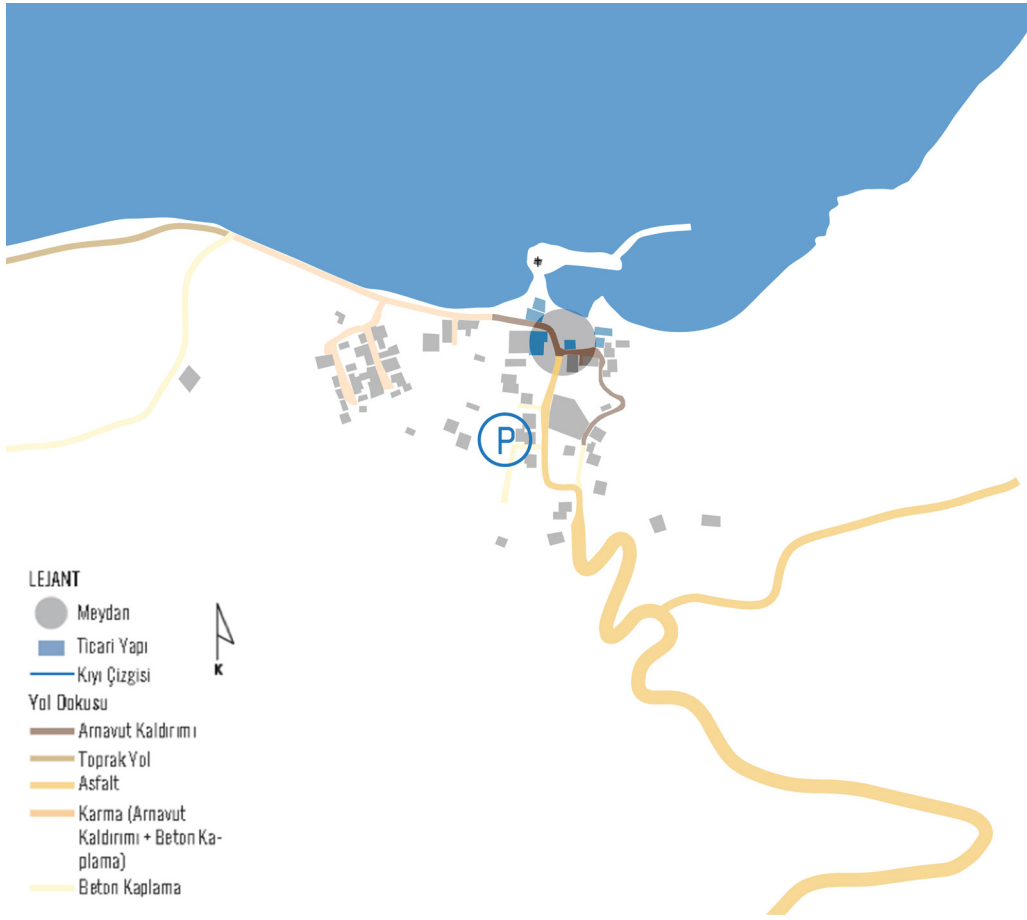 P
LEJANT
Meydan
Ticari Yapı
Kıyı Çizgisi
K
Yol Dokusu
Arnavut Kaldırımı
Toprak Yol
Asfalt
Karma (Arnavut
Kaldırımı + Beton Ka-
plama)
Beton Kaplama